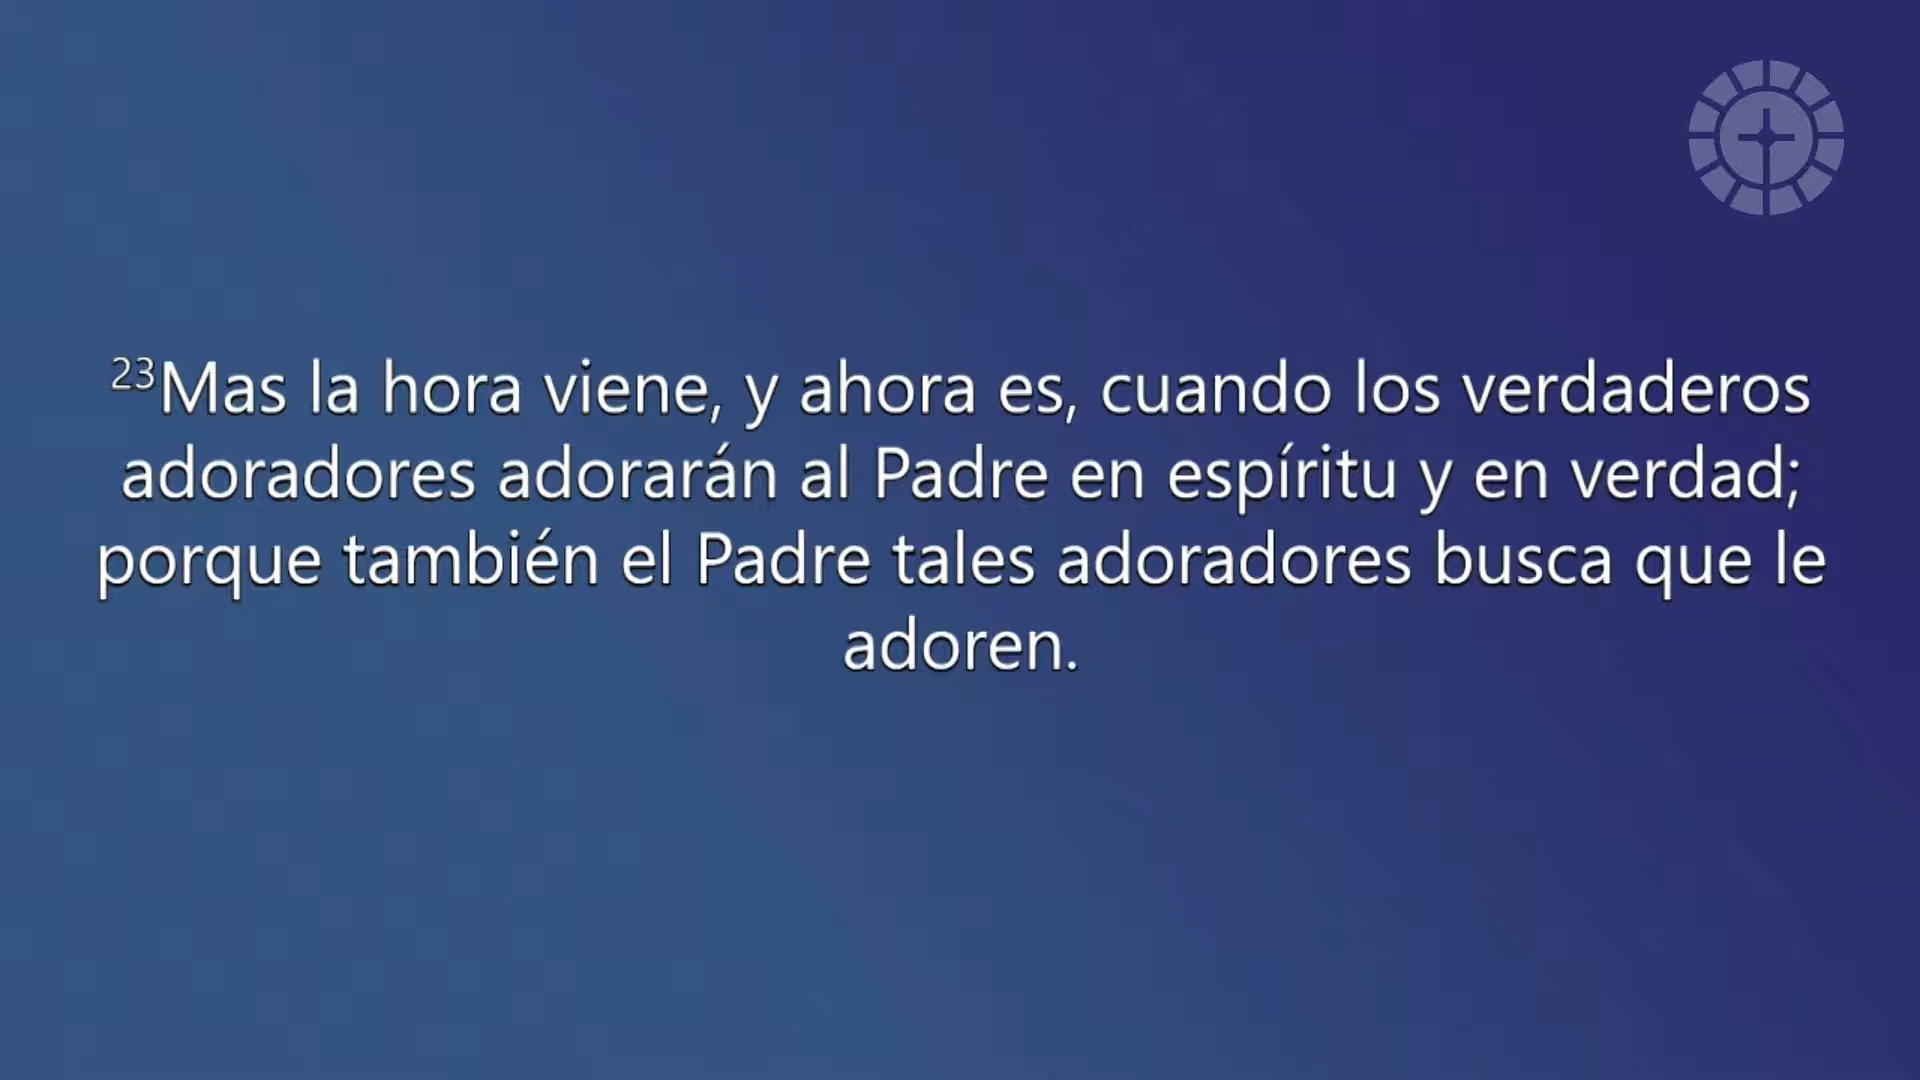 23Mas la hora viene, y ahora es, cuando los verdaderos
adoradores adorarán al Padre en espíritu y en verdad;
porque también el Padre tales adoradores busca que le
adoren.